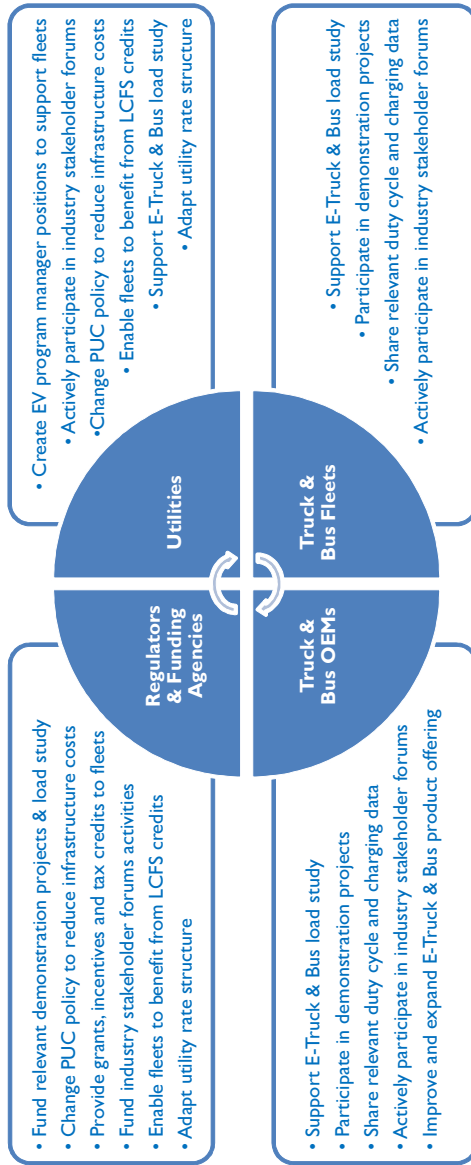 • Fund relevant demonstration projects & load study
• Change PUC policy to reduce infrastructure costs
• Provide grants, incentives and tax credits to fleets
• Fund industry stakeholder forums activities
• Enable fleets to benefit from LCFS credits
• Adapt utility rate structure
Regulators
& Funding
Agencies
• Create EV program manager positions to support fleets
• Actively participate in industry stakeholder forums
•Change PUC policy to reduce infrastructure costs
• Enable fleets to benefit from LCFS credits
• Support E-Truck & Bus load study
• Adapt utility rate structure
Utilities
• Support E-Truck & Bus load study
• Participate in demonstration projects
• Share relevant duty cycle and charging data
• Actively participate in industry stakeholder forums
• Improve and expand E-Truck & Bus product offering
Truck &
Bus OEMs
Truck &
Bus Fleets
• Support E-Truck & Bus load study
• Participate in demonstration projects
• Share relevant duty cycle and charging data
• Actively participate in industry stakeholder forums